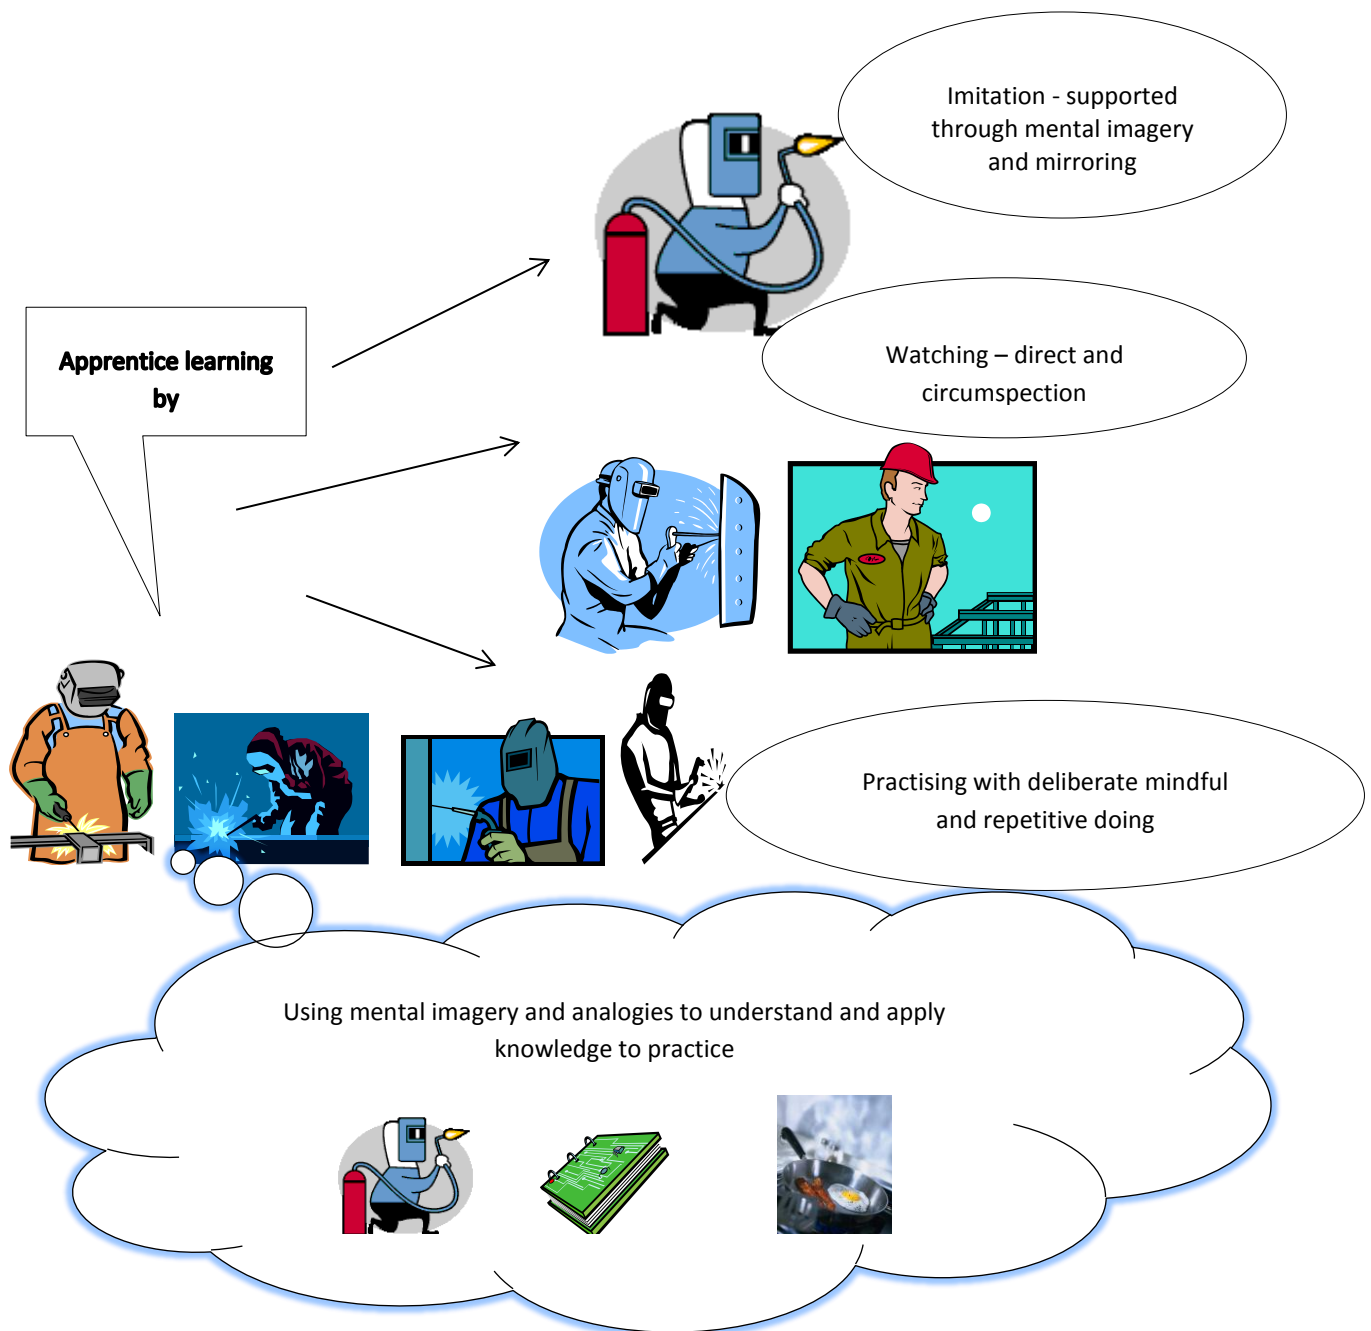 Imitation - supported
through mental imagery
and mirroring
Apprentice learning
by
Watching – direct and
circumspection
Practising with deliberate mindful
and repetitive doing
Using mental imagery and analogies to understand and apply
knowledge to practice